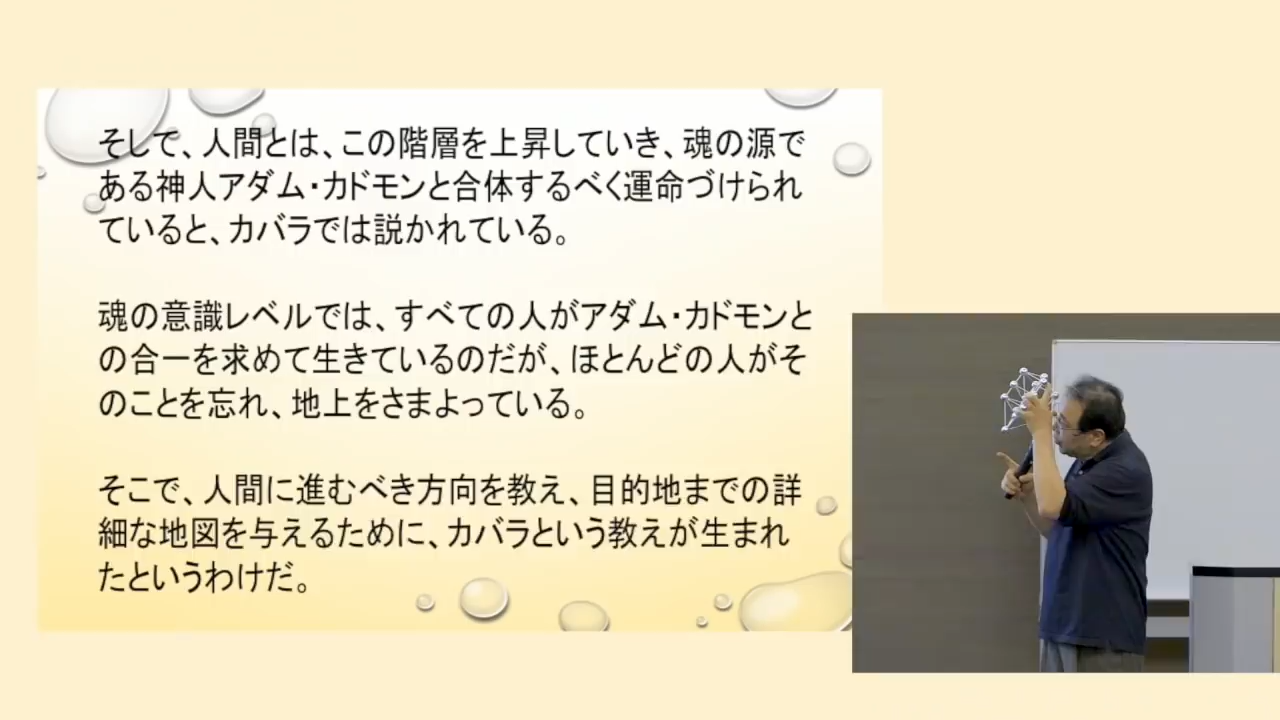 そして、人間とは、この階層を上昇していき、魂の源で
ある神人アダム・カドモンと合体するべく運命づけられ
ていると、カバラでは説かれている。
魂の意識レベルでは、すべての人がアダム・カドモンと
の合一を求めて生きているのだが、ほとんどの人がそ
のことを忘れ、地上をさまよっている。
そこで、人間に進むべき方向を教え、目的地までの詳
細な地図を与えるために、カバラという教えが生まれ
たというわけだ。